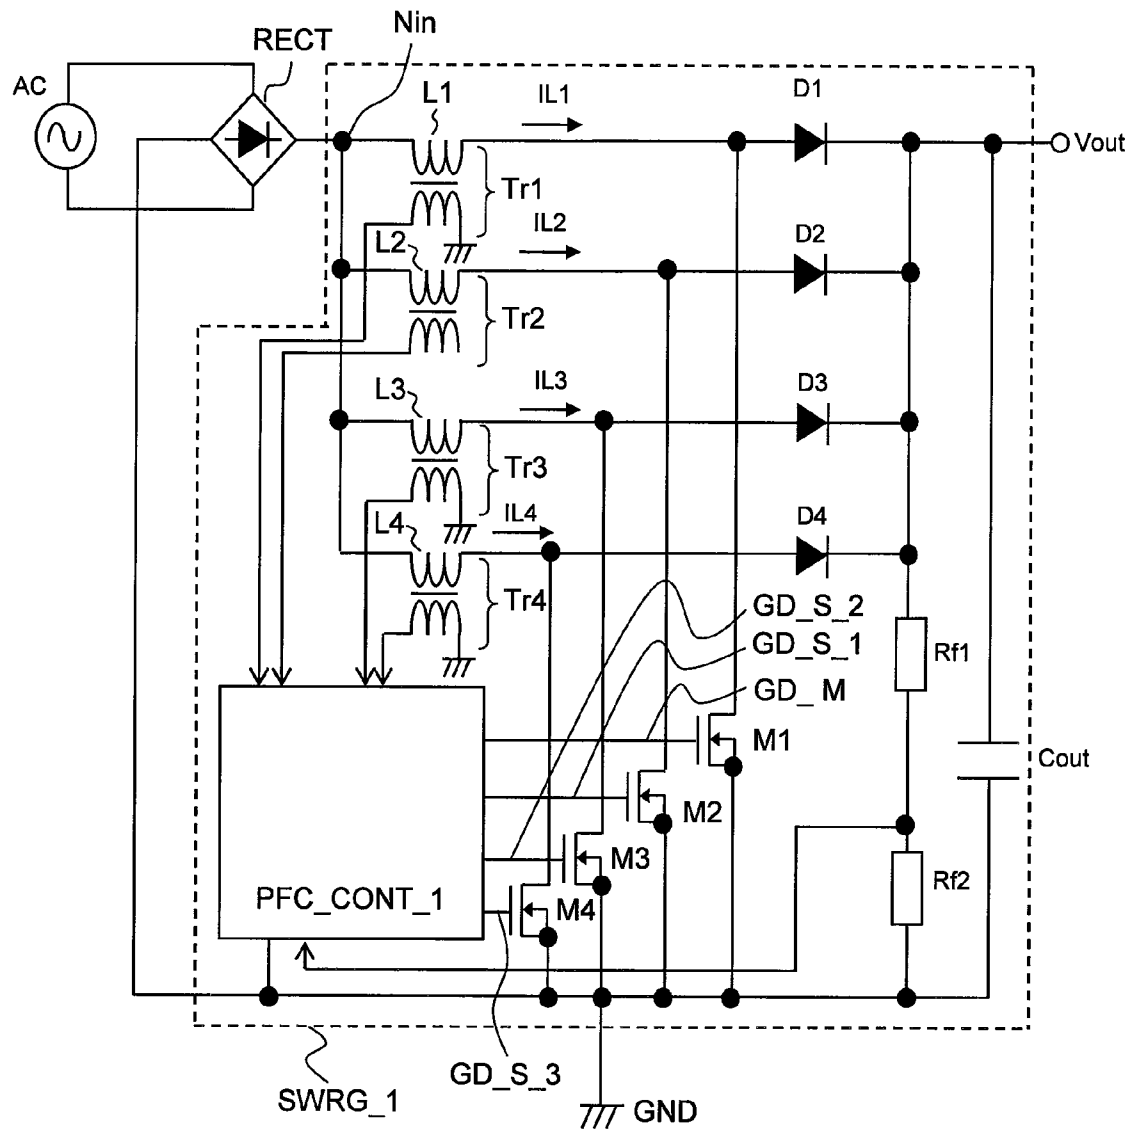 Nin
RECT
AC
L1
IL1
D1
Vout
Tr1
L2
IL2
D2
Tr2
L3
IL3
D3
Tr3
L4
IL4
D4
Tr4
GD_S_2
GD_S_1
GD_ M
Rf1
M1
Cout
M2
M3
Rf2
PFC_CONT_1
M4
GD_S_3
SWRG_1
GND